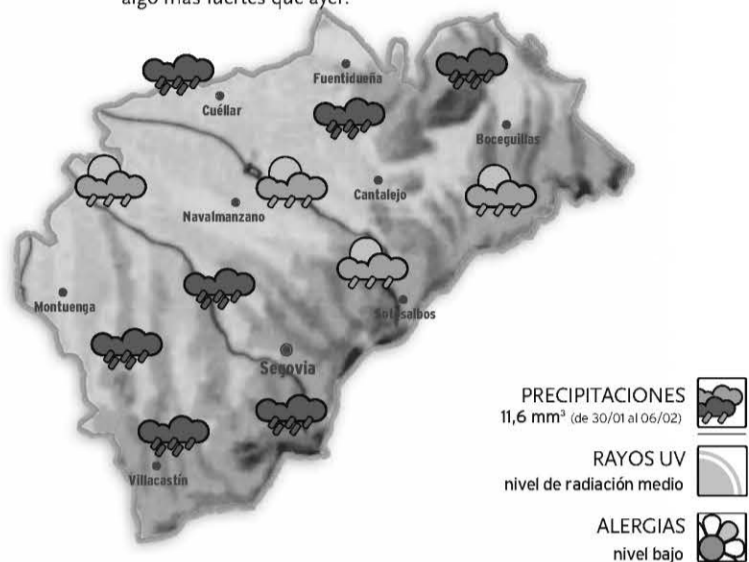 algo más fuertes que ayer.
Fuentidueña
Cuéllar
Boceguillas
Cantalejo
Navalmanzano
Montuenga
Sotosalbos
Segovia
Villacastín
PRECIPITACIONES
11,6 mm³ (de 30/01 al 06/02)
RAYOS UV
nivel de radiación medio
ALERGIAS
nivel bajo